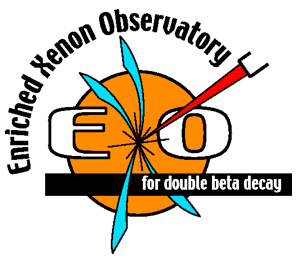 Enriched Xenon Observatory
EXO
for double beta decay